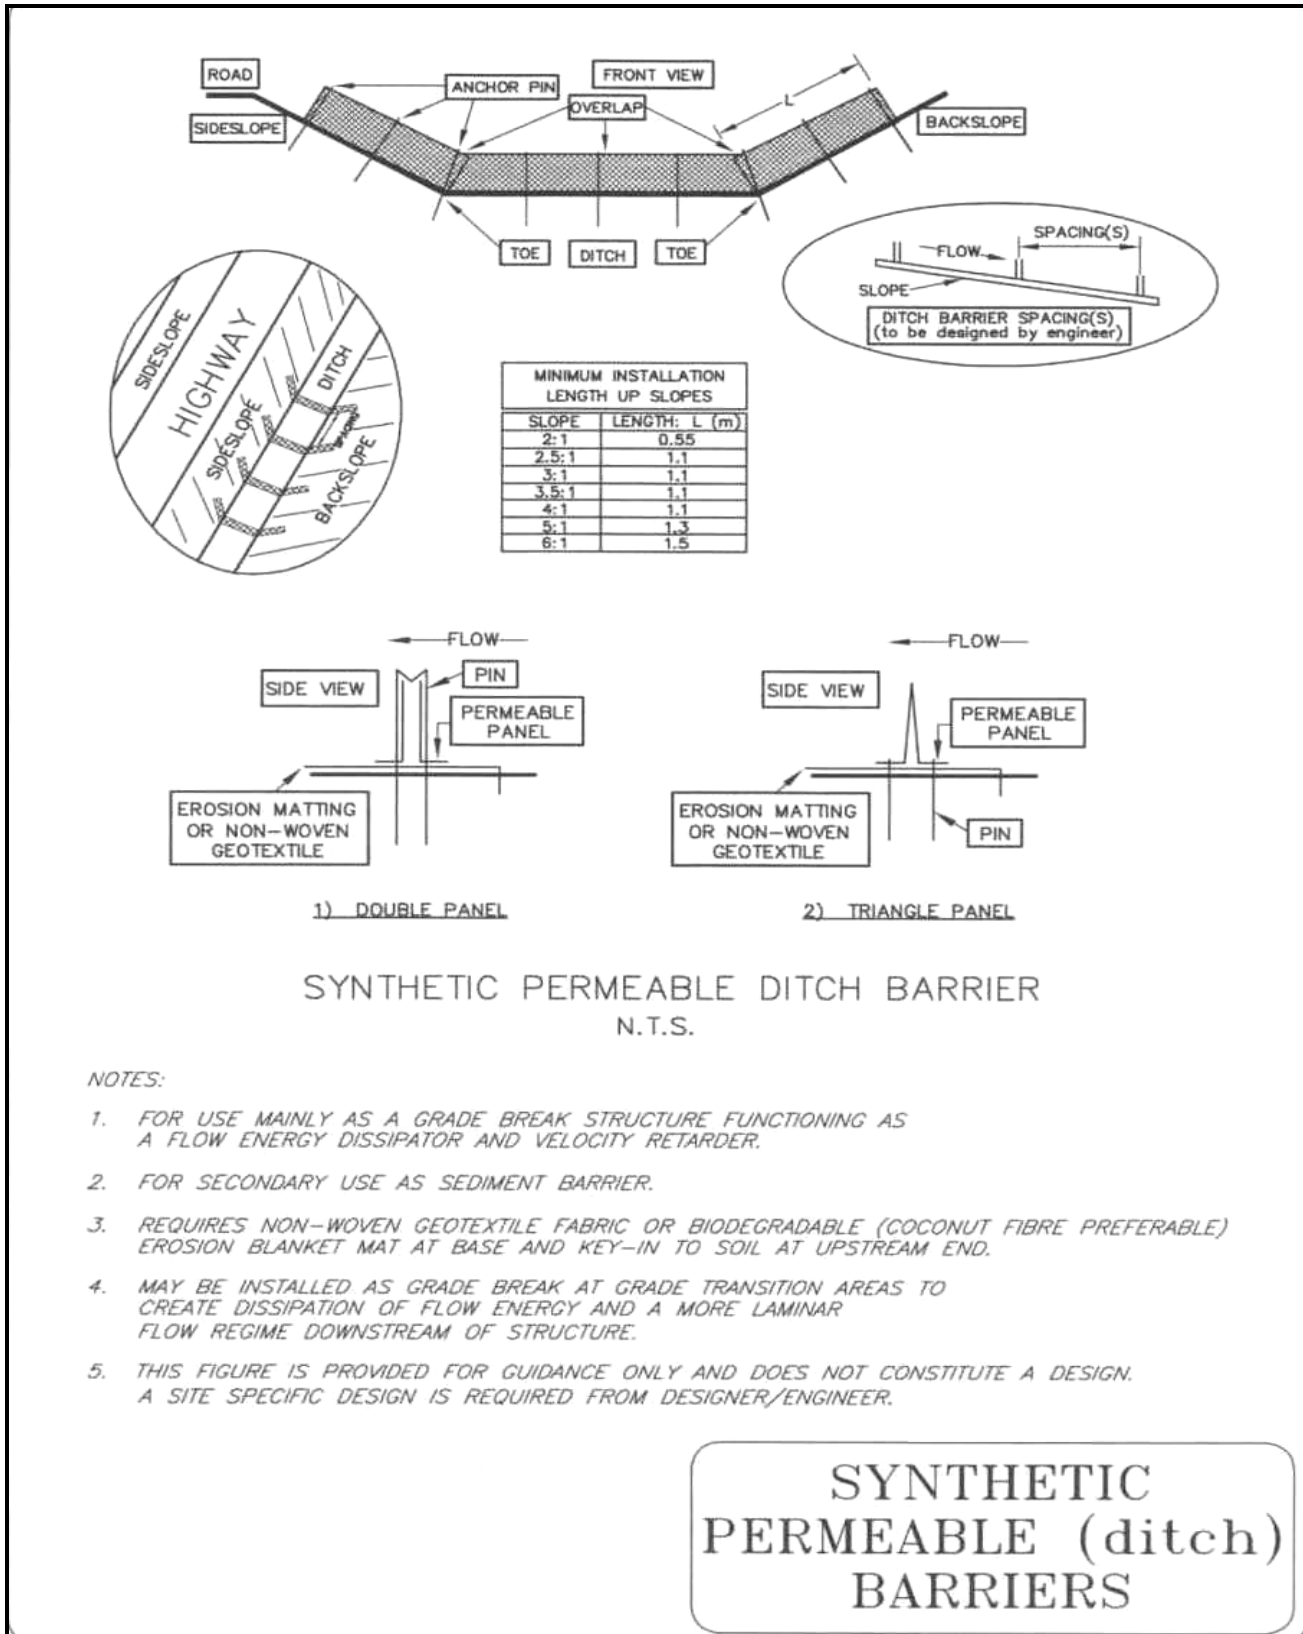 ROAD
ANCHOR PIN
FRONT VIEW
L
OVERLAP
SIDESLOPE
BACKSLOPE
TOE
DITCH
TOE
SPACING(S)
FLOW
SLOPE
DITCH BARRIER SPACING(S)
(to be designed by engineer)
SIDESLOPE
HIGHWAY
SIDESLOPE
DITCH
SPACING
BACKSLOPE
MINIMUM INSTALLATION
LENGTH UP SLOPES
SLOPE LENGTH: L (m)
2:1 0.55
2.5:1 1.1
3:1 1.1
3.5:1 1.1
4:1 1.1
5:1 1.3
6:1 1.5
FLOW
SIDE VIEW
PIN
PERMEABLE
PANEL
EROSION MATTING
OR NON-WOVEN
GEOTEXTILE
1) DOUBLE PANEL
FLOW
SIDE VIEW
PERMEABLE
PANEL
EROSION MATTING
OR NON-WOVEN
GEOTEXTILE
PIN
2) TRIANGLE PANEL
SYNTHETIC PERMEABLE DITCH BARRIER
N.T.S.
NOTES:
1. FOR USE MAINLY AS A GRADE BREAK STRUCTURE FUNCTIONING AS
A FLOW ENERGY DISSIPATOR AND VELOCITY RETARDER.
2. FOR SECONDARY USE AS SEDIMENT BARRIER.
3. REQUIRES NON-WOVEN GEOTEXTILE FABRIC OR BIODEGRADABLE (COCONUT FIBRE PREFERABLE)
EROSION BLANKET MAT AT BASE AND KEY-IN TO SOIL AT UPSTREAM END.
4. MAY BE INSTALLED AS GRADE BREAK AT GRADE TRANSITION AREAS TO
CREATE DISSIPATION OF FLOW ENERGY AND A MORE LAMINAR
FLOW REGIME DOWNSTREAM OF STRUCTURE.
5. THIS FIGURE IS PROVIDED FOR GUIDANCE ONLY AND DOES NOT CONSTITUTE A DESIGN.
A SITE SPECIFIC DESIGN IS REQUIRED FROM DESIGNER/ENGINEER.
SYNTHETIC
PERMEABLE (ditch)
BARRIERS